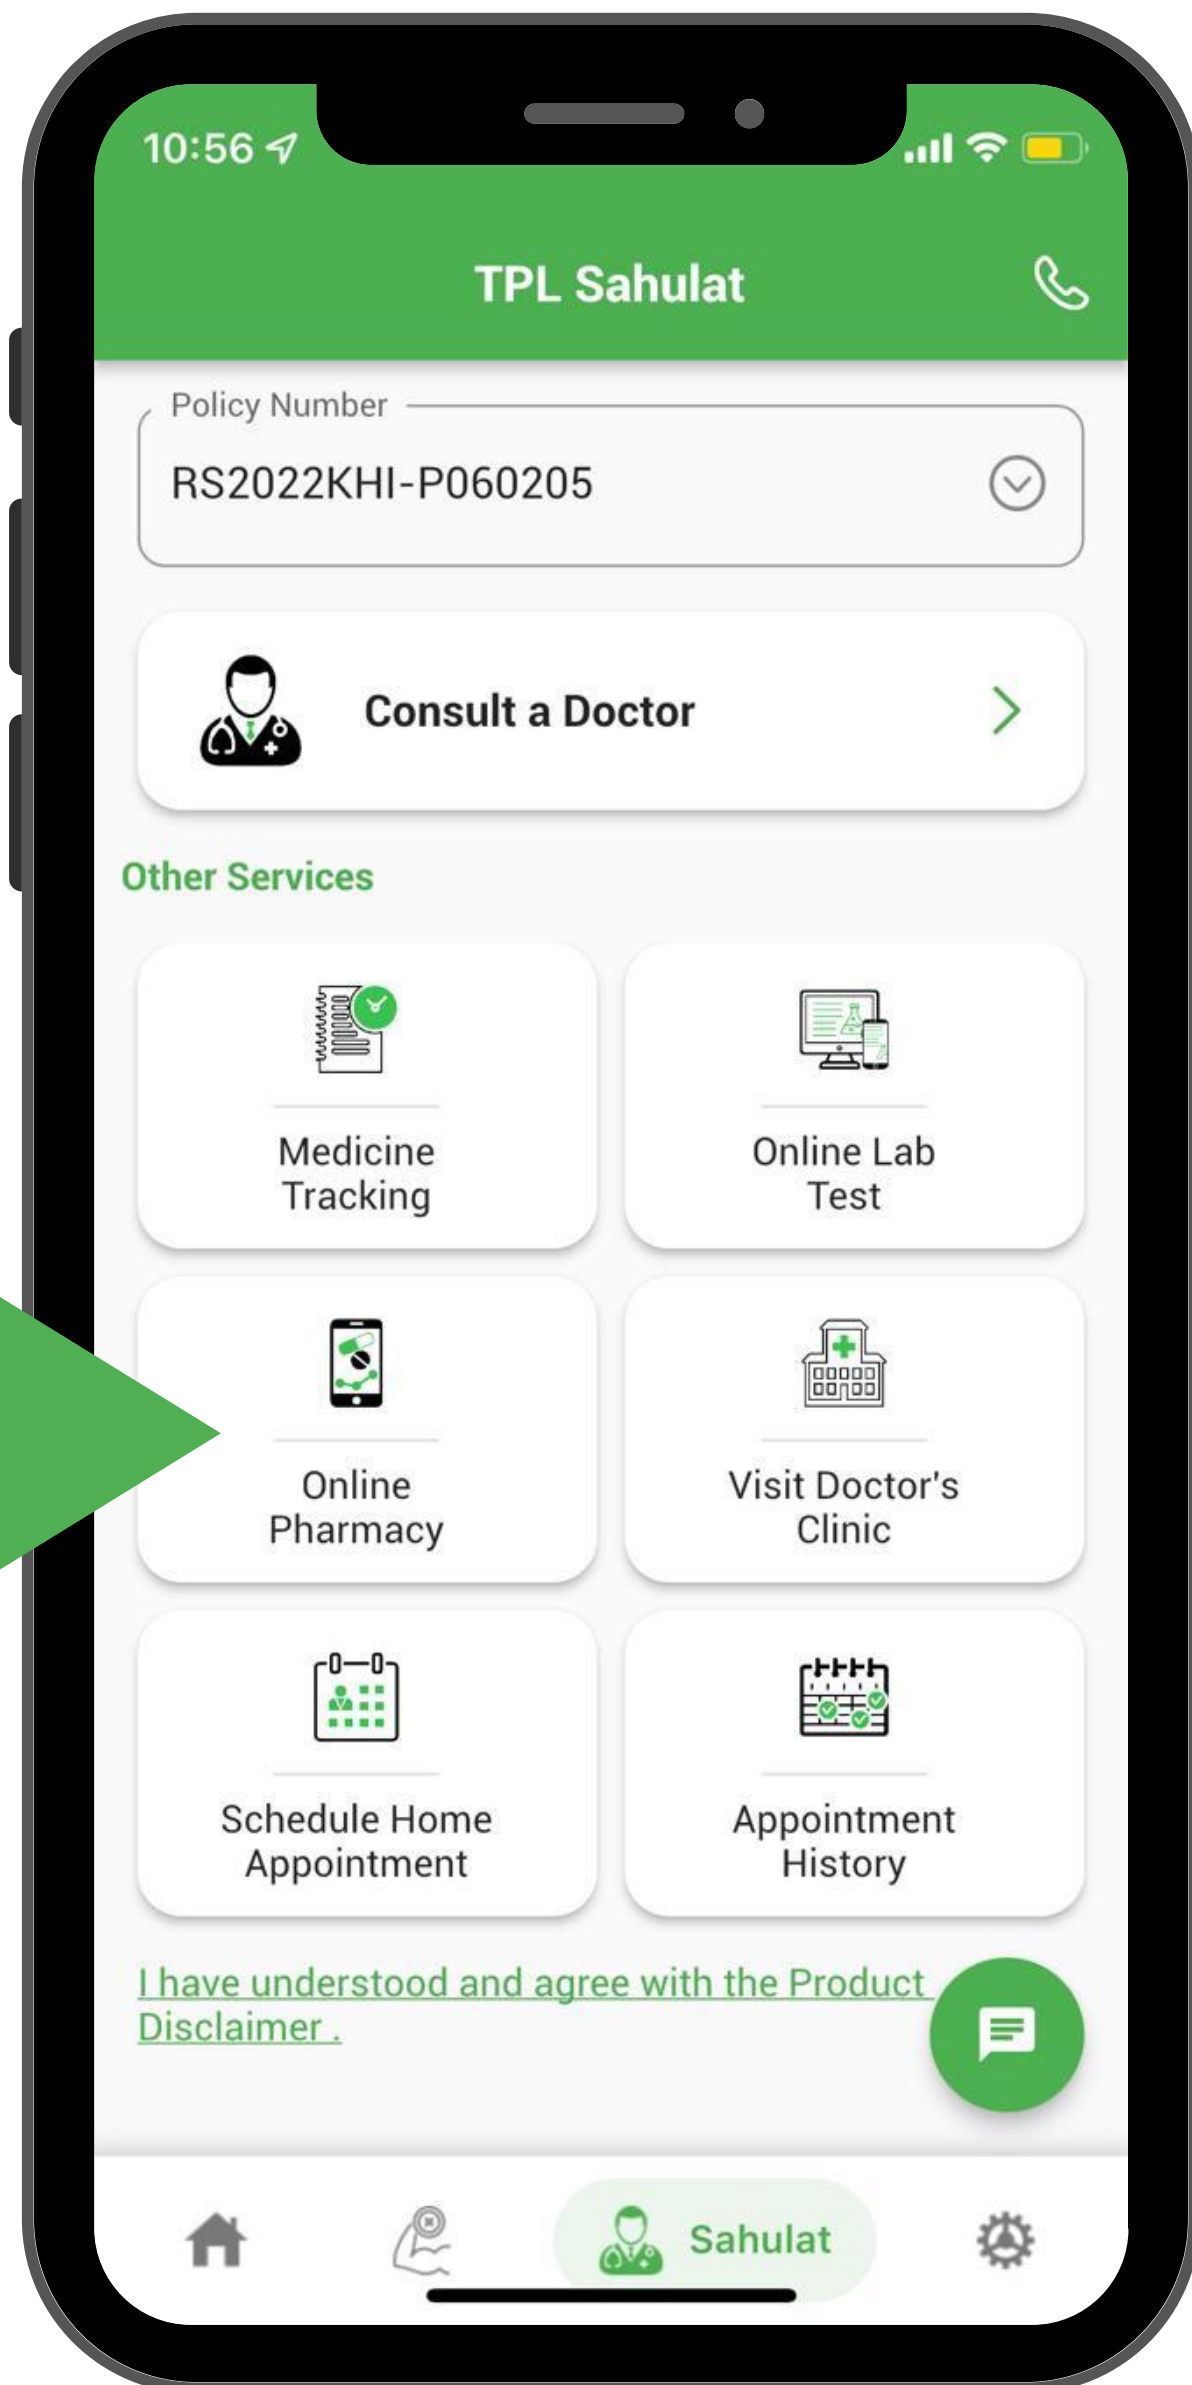 10:56
TPL Sahulat
Policy Number
RS2022KHI-P060205
Consult a Doctor
Other Services
Medicine
Tracking
Online Lab
Test
Online
Pharmacy
Visit Doctor's
Clinic
Schedule Home
Appointment
Appointment
History
I have understood and agree with the Product
Disclaimer .
Sahulat